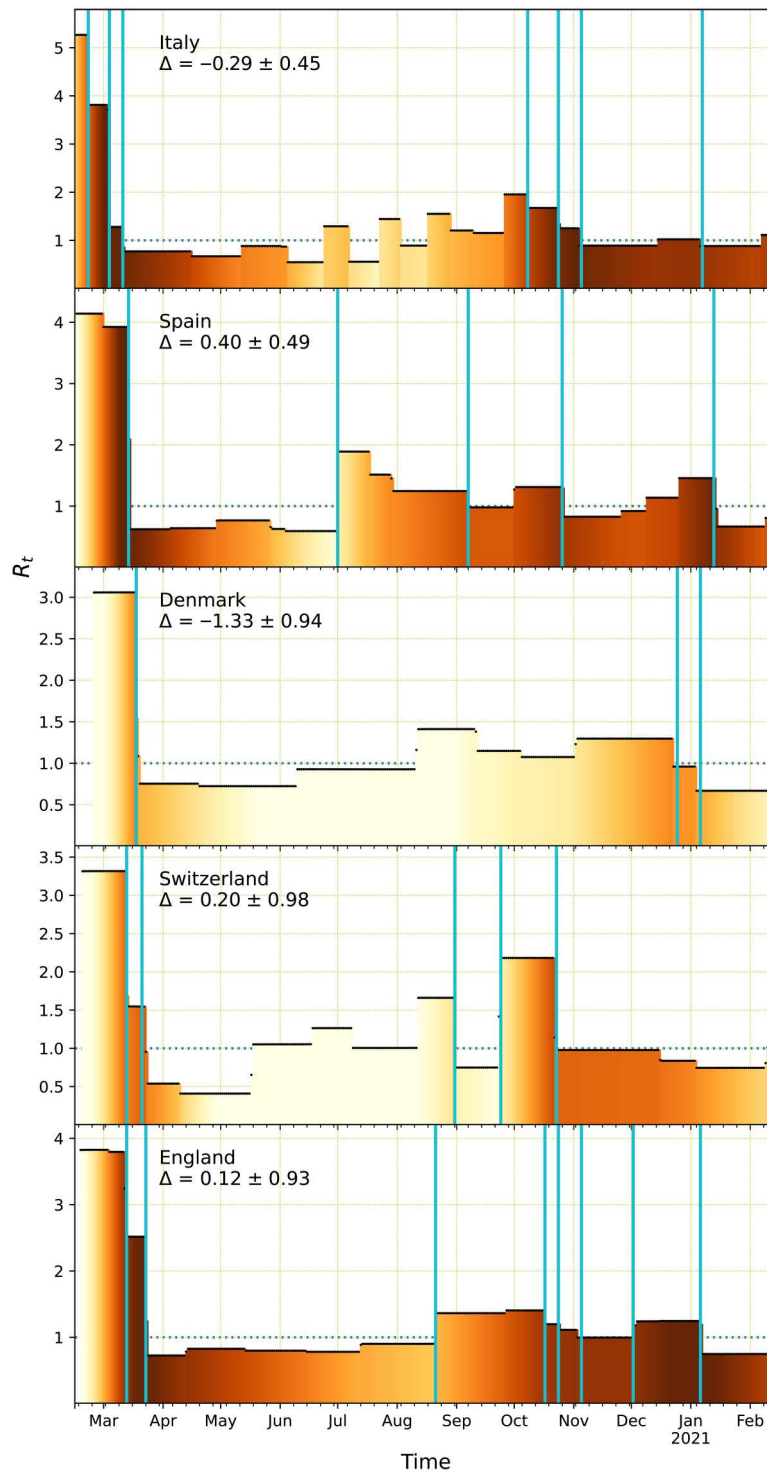 5
4
3
2
1
Italy
Δ = −0.29 ± 0.45
4
3
2
1
Spain
Δ = 0.40 ± 0.49
R_t
3.0
2.5
2.0
1.5
1.0
0.5
Denmark
Δ = −1.33 ± 0.94
3.5
3.0
2.5
2.0
1.5
1.0
0.5
Switzerland
Δ = 0.20 ± 0.98
4
3
2
1
England
Δ = 0.12 ± 0.93
Mar Apr May Jun Jul Aug Sep Oct Nov Dec Jan Feb
2021
Time